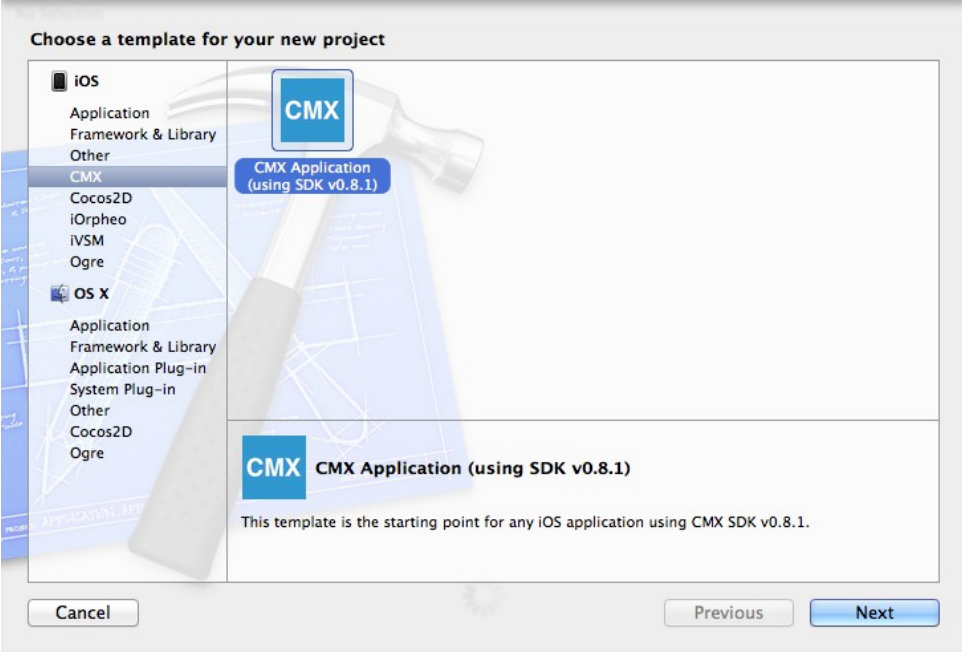 No Selection
Choose a template for your new project
iOS
Application
Framework & Library
Other
CMX
Cocos2D
iOrpheo
iVSM
Ogre
OS X
Application
Framework & Library
Application Plug-in
System Plug-in
Other
Cocos2D
Ogre
CMX
CMX Application
(using SDK v0.8.1)
CMX
CMX Application (using SDK v0.8.1)
This template is the starting point for any iOS application using CMX SDK v0.8.1.
Cancel
Previous
Next